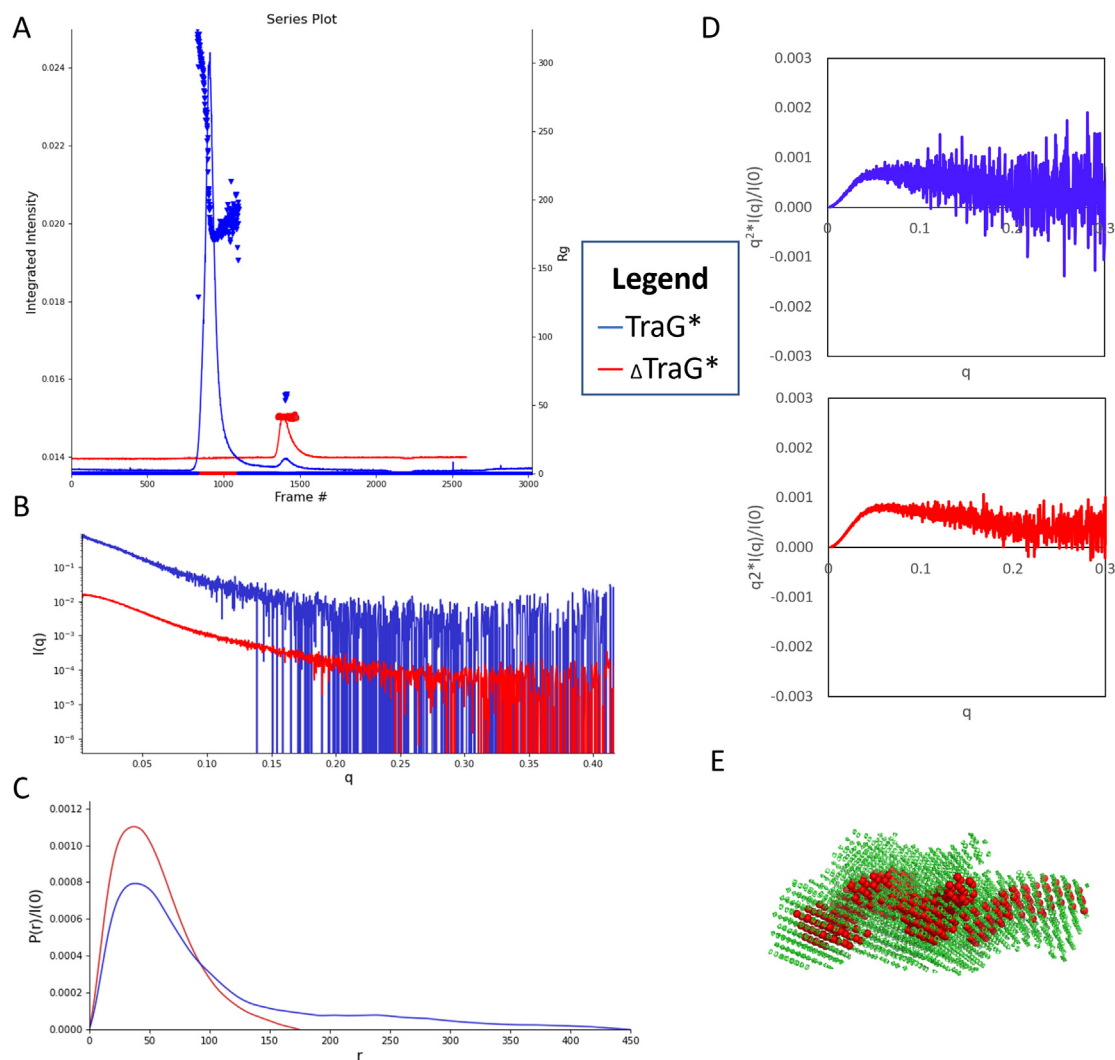 A
Series Plot
0.024
0.022
0.020
0.018
0.016
0.014
Integrated Intensity
300
250
200
150
100
50
0
Rg
0 500 1000 1500 2000 2500 3000
Frame #
Legend
TraG*
ΔTraG*
B
10⁻¹
10⁻²
10⁻³
10⁻⁴
10⁻⁵
10⁻⁶
I(q)
0.05 0.10 0.15 0.20 0.25 0.30 0.35 0.40
q
C
0.0012
0.0010
0.0008
0.0006
0.0004
0.0002
0.0000
P(r)/I(0)
0 50 100 150 200 250 300 350 400 450
r
D
0.003
0.002
0.001
0.000
-0.001
-0.002
-0.003
q²*I(q)/I(0)
0 0.1 0.2 0.3
q
0.003
0.002
0.001
0.000
-0.001
-0.002
-0.003
q2*I(q)/I(0)
0 0.1 0.2 0.3
q
E